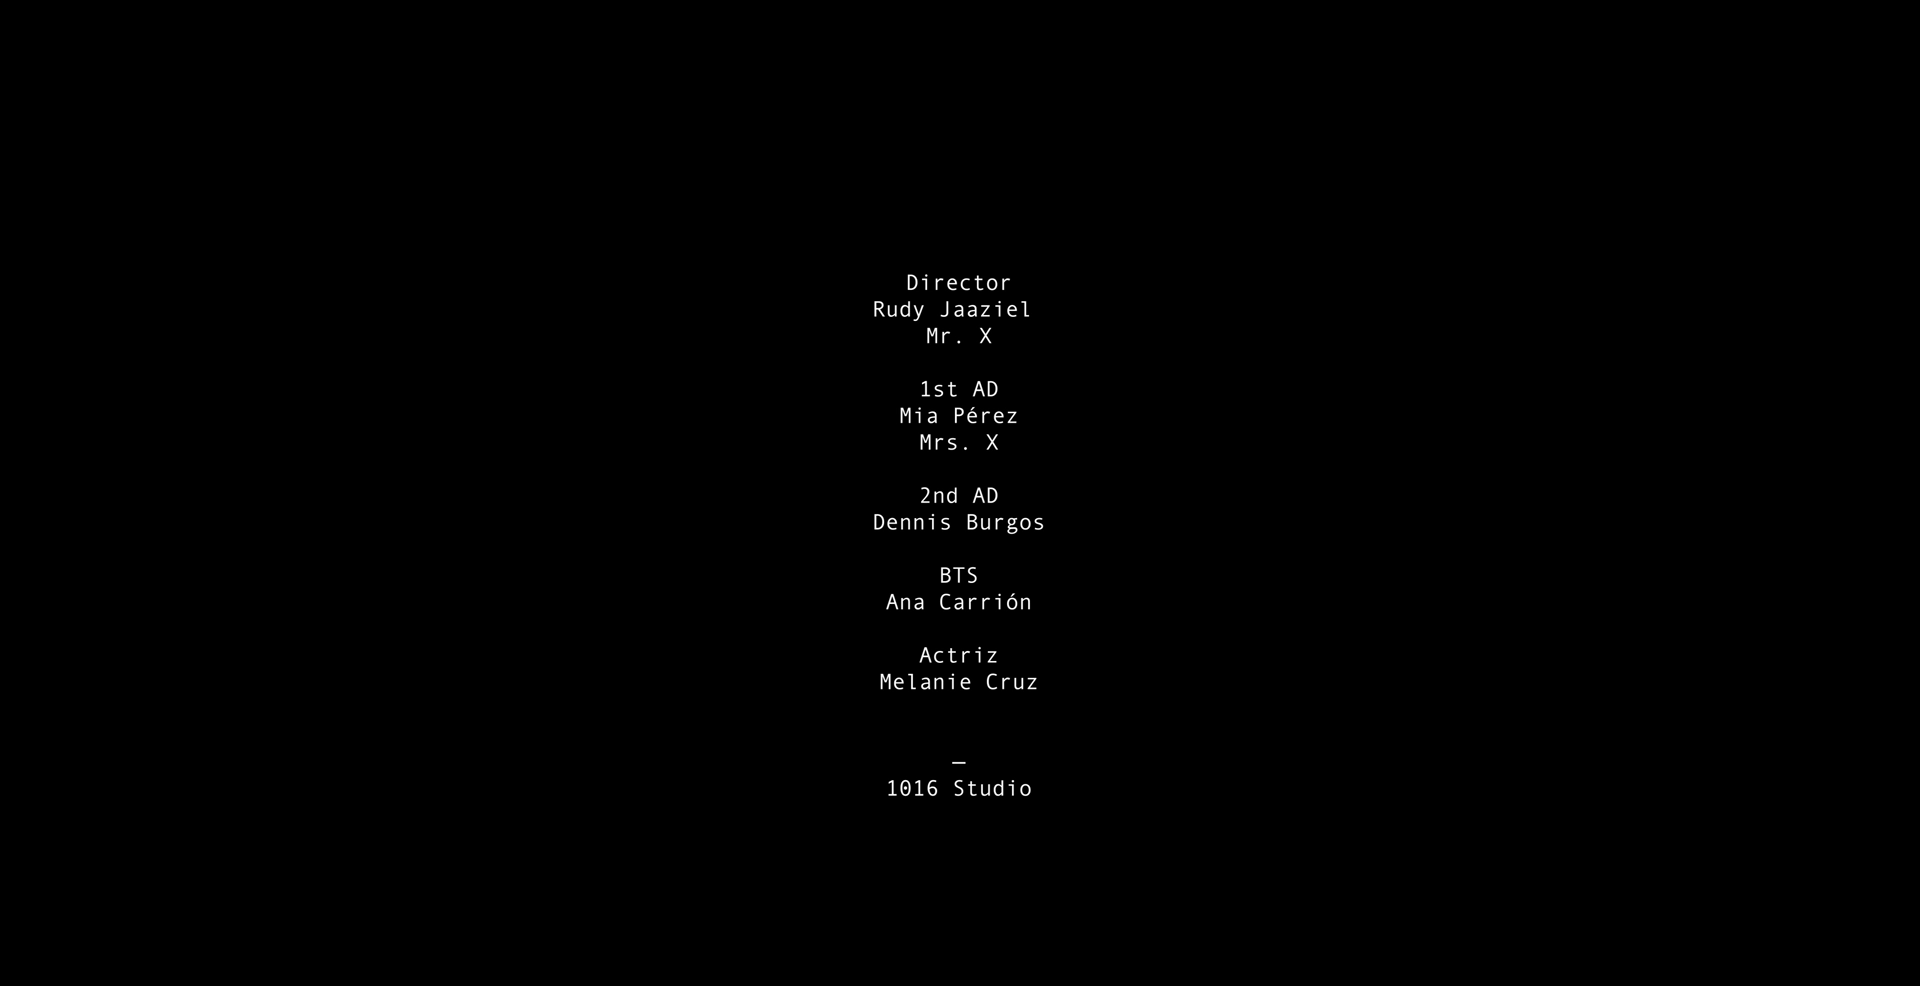 Director
Rudy Jaaziel
Mr. X
1st AD
Mia Pérez
Mrs. X
2nd AD
Dennis Burgos
BTS
Ana Carrión
Actriz
Melanie Cruz
—
1016 Studio